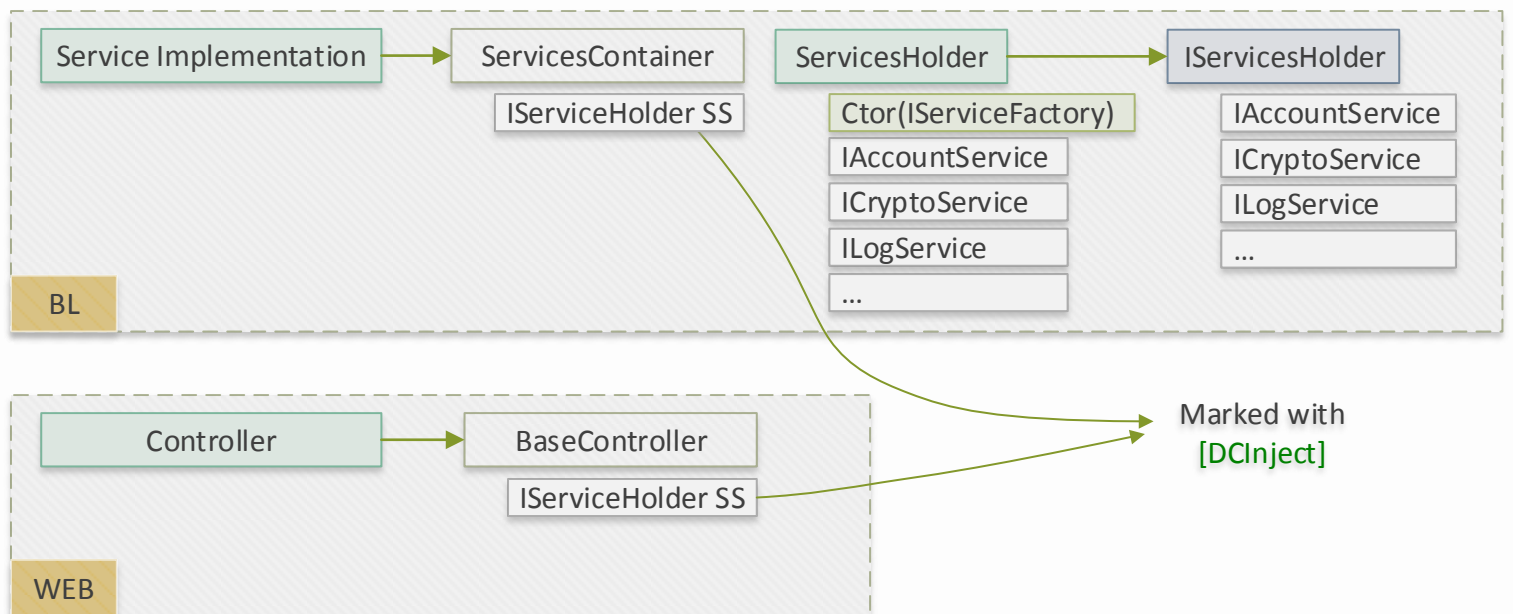 Service Implementation
ServicesContainer
IServiceHolder SS
ServicesHolder
Ctor(IServiceFactory)
IAccountService
ICryptoService
ILogService
...
IServicesHolder
IAccountService
ICryptoService
ILogService
...
BL
Controller
BaseController
IServiceHolder SS
Marked with
[DCInject]
WEB